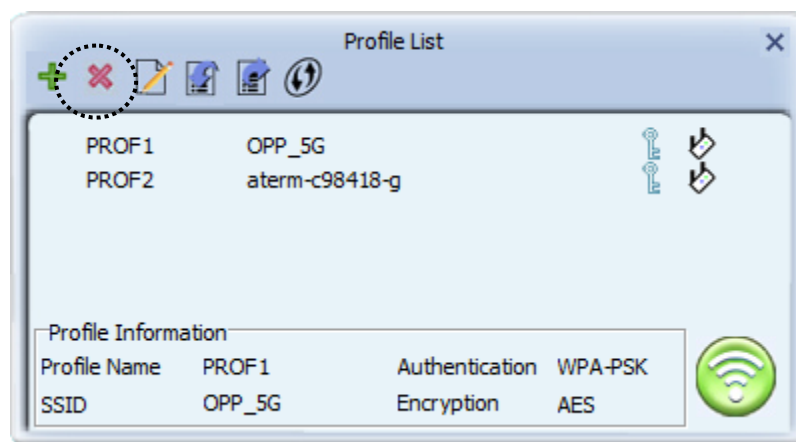 Profile List
PROF1 OPP_5G
PROF2 aterm-c98418-g
Profile Information
Profile Name PROF1 Authentication WPA-PSK
SSID OPP_5G Encryption AES